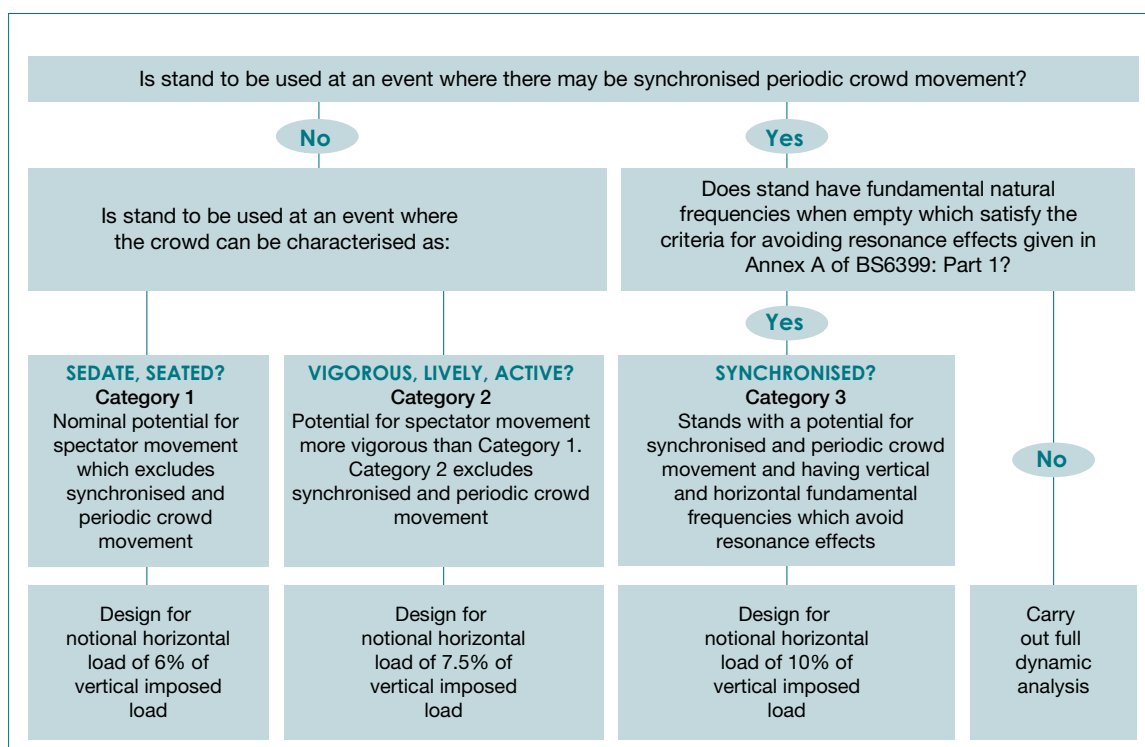 Is stand to be used at an event where there may be synchronised periodic crowd movement?
No
Yes
Is stand to be used at an event where
the crowd can be characterised as:
Does stand have fundamental natural
frequencies when empty which satisfy the
criteria for avoiding resonance effects given in
Annex A of BS6399: Part 1?
Yes
SEDATE, SEATED?
Category 1
Nominal potential for
spectator movement
which excludes
synchronised and
periodic crowd
movement
VIGOROUS, LIVELY, ACTIVE?
Category 2
Potential for spectator movement
more vigorous than Category 1.
Category 2 excludes
synchronised and periodic crowd
movement
SYNCHRONISED?
Category 3
Stands with a potential for
synchronised and periodic crowd
movement and having vertical
and horizontal fundamental
frequencies which avoid
resonance effects
No
Design for
notional horizontal
load of 6% of
vertical imposed
load
Design for
notional horizontal
load of 7.5% of
vertical imposed
load
Design for
notional horizontal
load of 10% of
vertical imposed
load
Carry
out full
dynamic
analysis